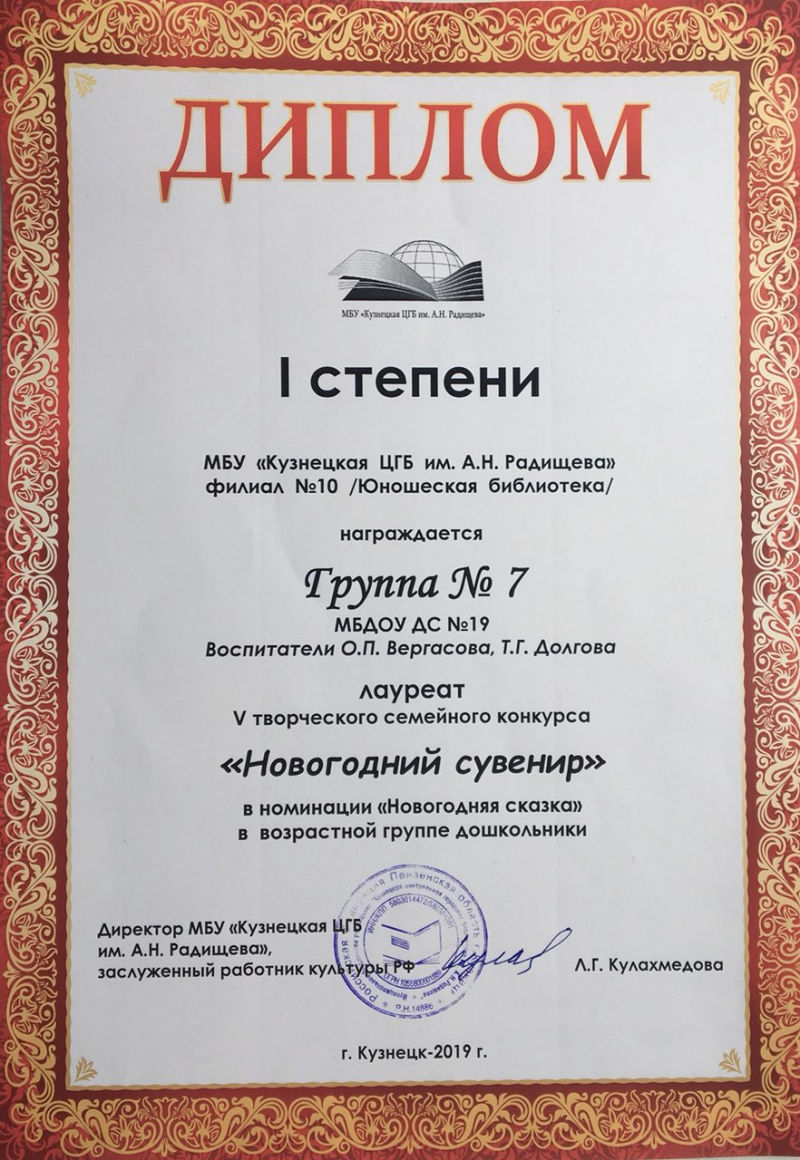 ДИПЛОМ
МБУ «Кузнецкая ЦГБ им. А.Н. Радищева»
I степени
МБУ «Кузнецкая ЦГБ им. А.Н. Радищева»
филиал №10 /Юношеская библиотека/
награждается
Группа № 7
МБДОУ ДС №19
Воспитатели О.П. Вергасова, Т.Г. Долгова
лауреат
V творческого семейного конкурса
«Новогодний сувенир»
в номинации «Новогодняя сказка»
в возрастной группе дошкольники
Пензенская область
Директор МБУ «Кузнецкая ЦГБ
им. А.Н. Радищева»,
заслуженный работник культуры РФ
Л.Г. Кулахмедова
г. Кузнецк-2019 г.